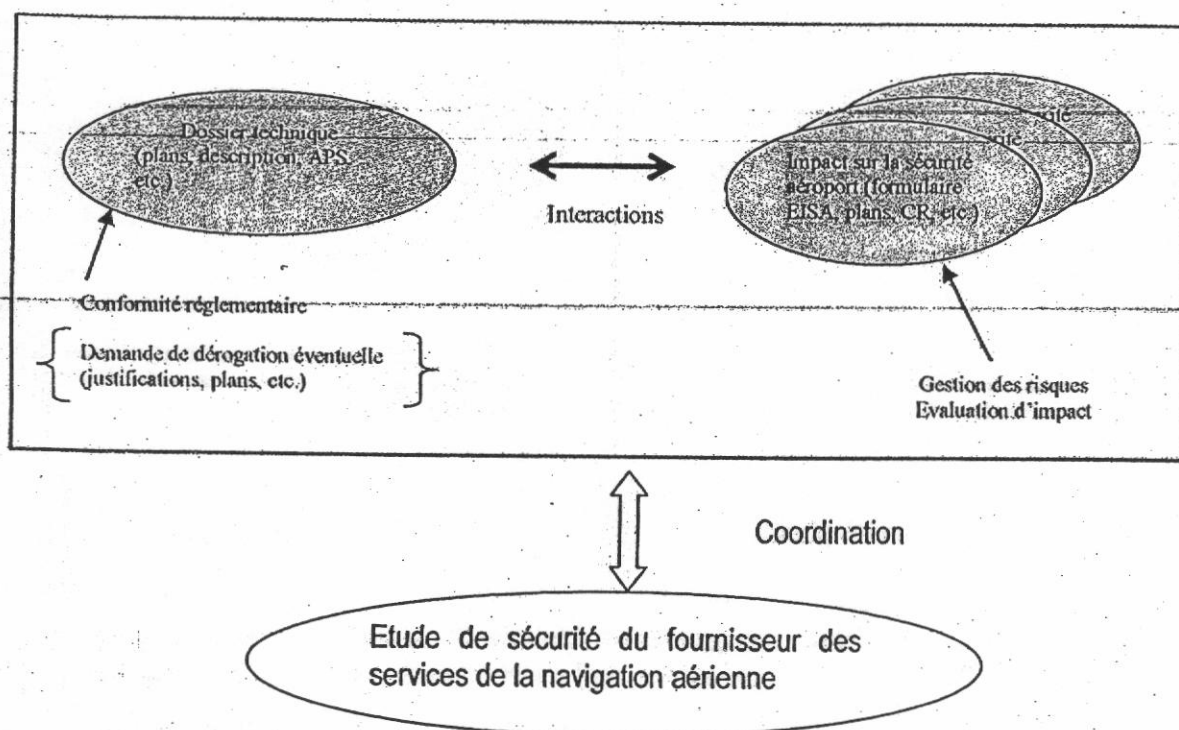 Dossier technique
(plans, description, APS,
etc.)
Interactions
Impact sur la sécurité
aéroport (formulaire
EISA, plans, CR, etc.)
Conformité réglementaire
Demande de dérogation éventuelle
(justifications, plans, etc.)
Gestion des risques
Evaluation d'impact
Coordination
Etude de sécurité du fournisseur des
services de la navigation aérienne